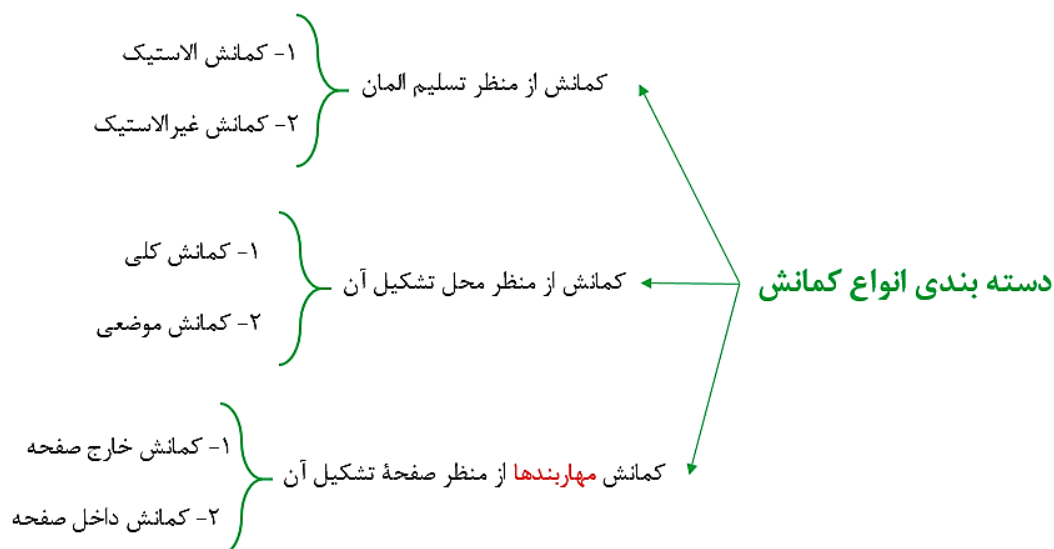 دسته بندی انواع کمانش
کمانش از منظر تسلیم المان
۱- کمانش الاستیک
۲- کمانش غیرالاستیک
کمانش از منظر محل تشکیل آن
۱- کمانش کلی
۲- کمانش موضعی
کمانش مهاربندها از منظر صفحهٔ تشکیل آن
۱- کمانش خارج صفحه
۲- کمانش داخل صفحه